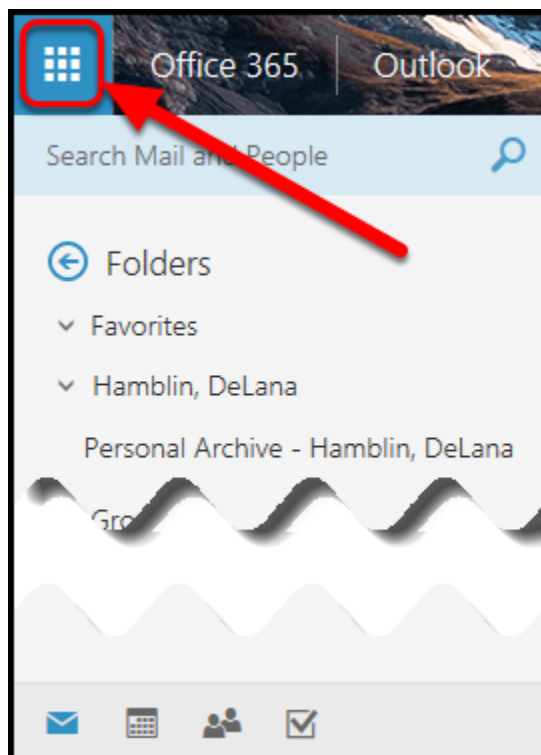 Office 365 Outlook
Search Mail and People
Folders
Favorites
Hamblin, DeLana
Personal Archive - Hamblin, DeLana